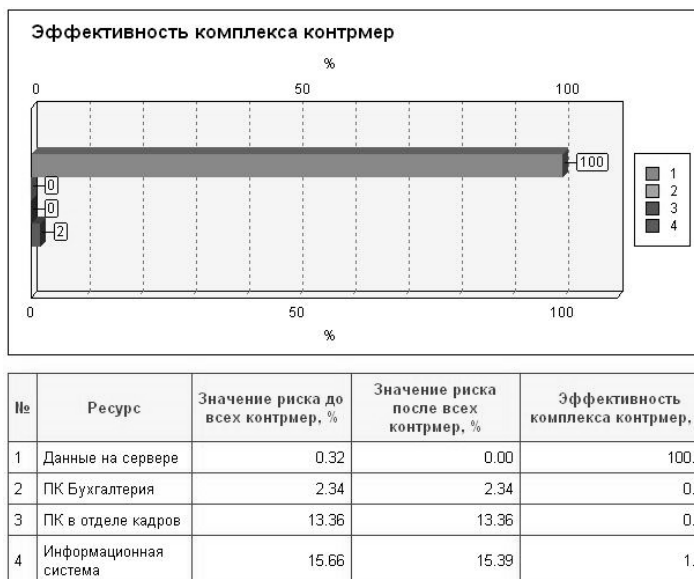 Эффективность комплекса контрмер
%
0 50 100
100
0
0
2
1
2
3
4
0 50 100
%
№ Ресурс Значение риска до всех контрмер, % Значение риска после всех контрмер, % Эффективность комплекса контрмер,
1 Данные на сервере 0.32 0.00 100.
2 ПК Бухгалтерия 2.34 2.34 0.
3 ПК в отделе кадров 13.36 13.36 0.
4 Информационная система 15.66 15.39 1.